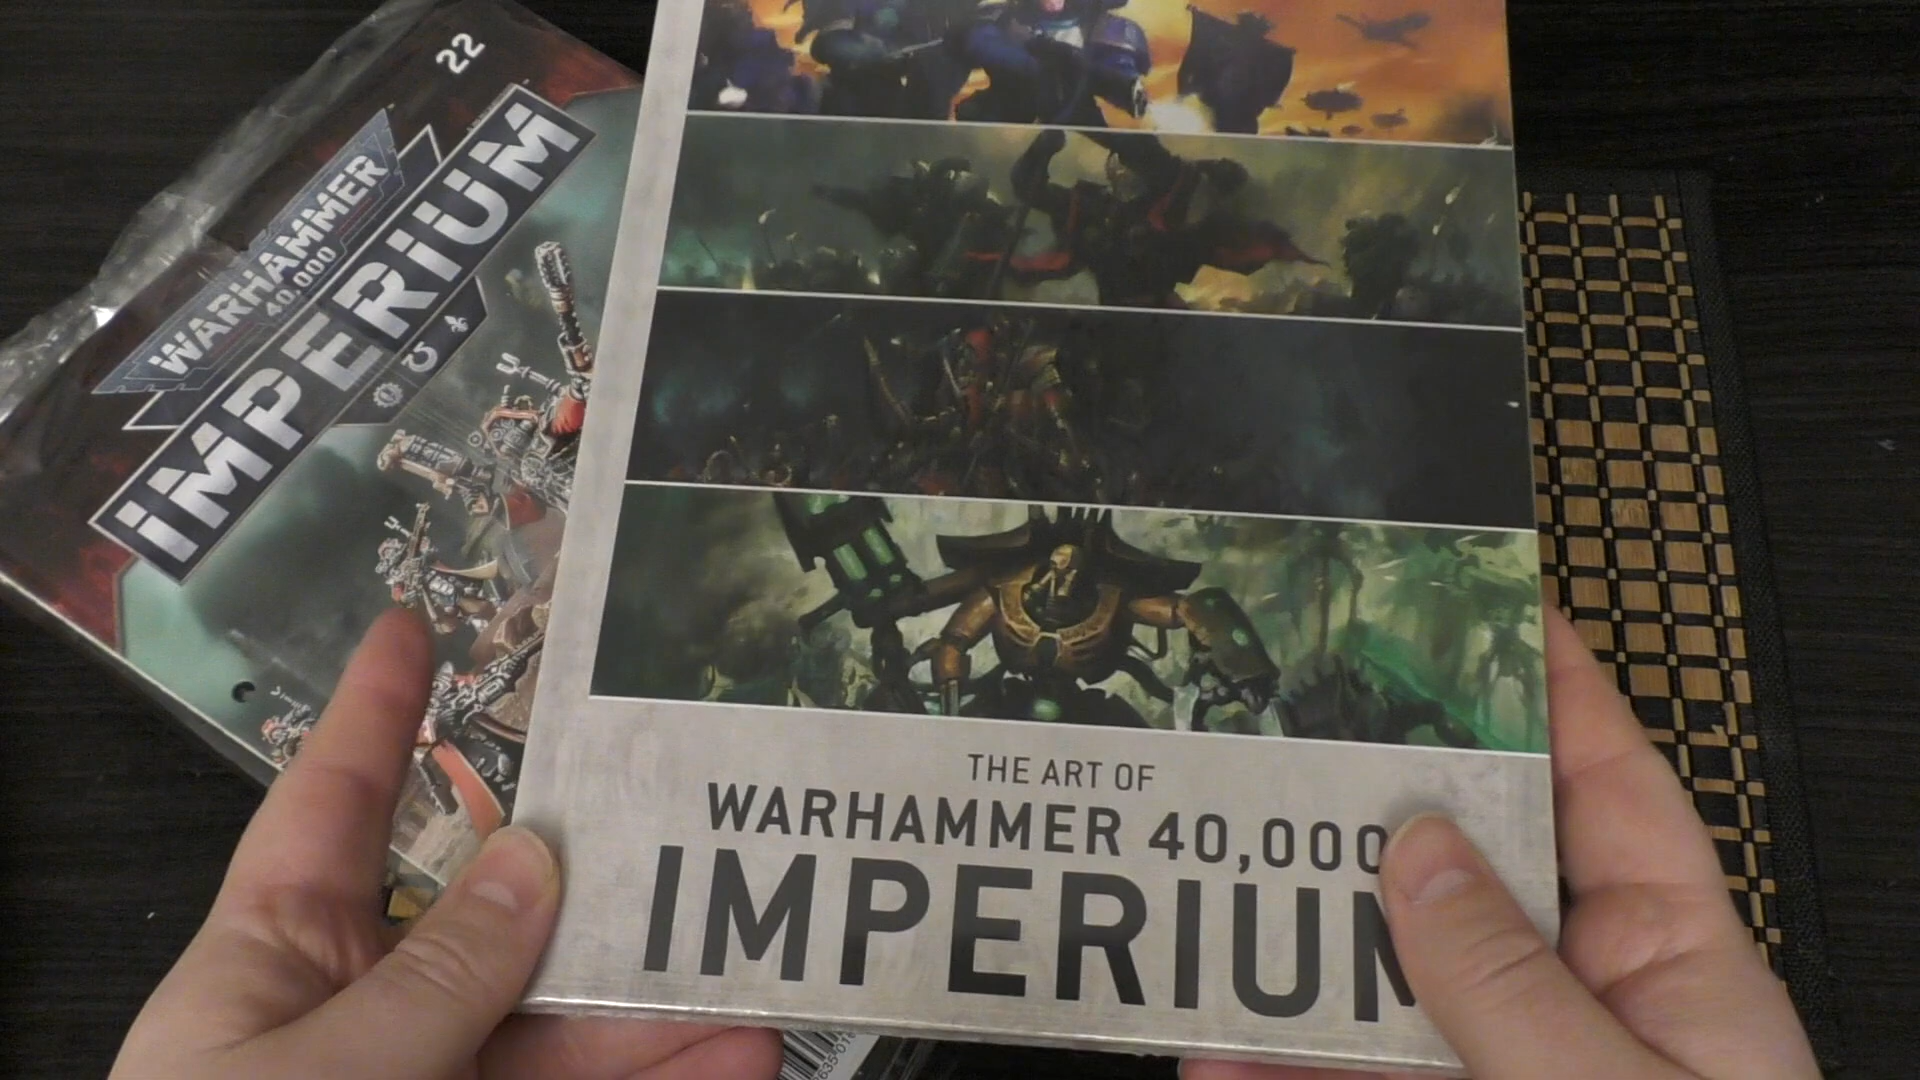 22
WARHAMMER
40,000
IMPERIUM
THE ART OF
WARHAMMER 40,000
IMPERIUM